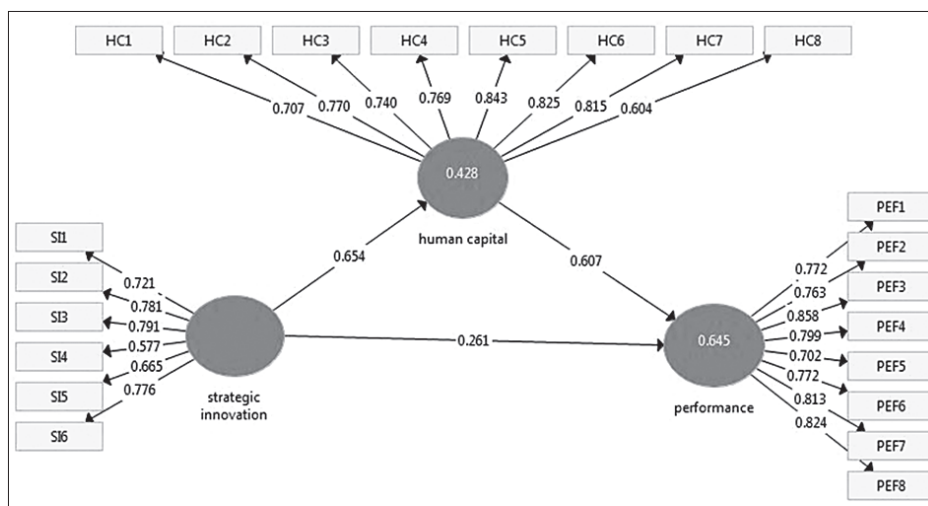 HC1 HC2 HC3 HC4 HC5 HC6 HC7 HC8
0.707 0.770 0.740 0.769 0.843 0.825 0.815 0.604
0.428
human capital
0.654
0.607
SI1
SI2
SI3
SI4
SI5
SI6
0.721
0.781
0.791
0.577
0.665
0.776
strategic
innovation
0.261
0.645
performance
0.772
0.763
0.858
0.799
0.702
0.772
0.813
0.824
PEF1
PEF2
PEF3
PEF4
PEF5
PEF6
PEF7
PEF8